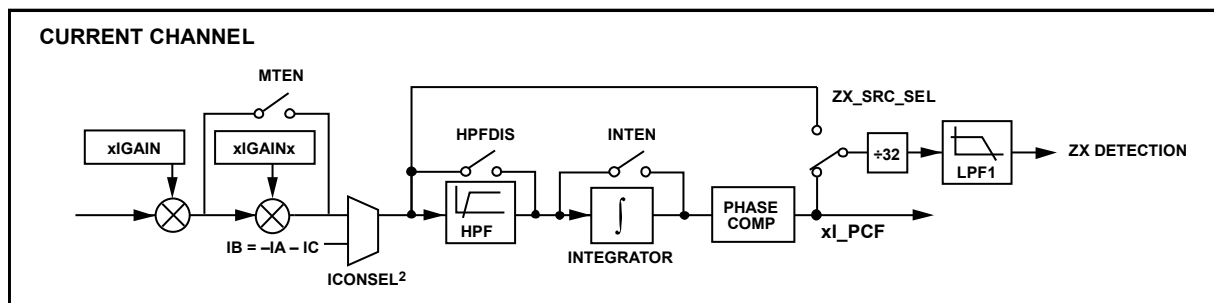 CURRENT CHANNEL
MTEN
ZX_SRC_SEL
xIGAIN
xIGAINx
HPFDIS
INTEN
÷32
LPF1
ZX DETECTION
HPF
∫
INTEGRATOR
PHASE
COMP
xI_PCF
IB = –IA – IC
ICONSEL2